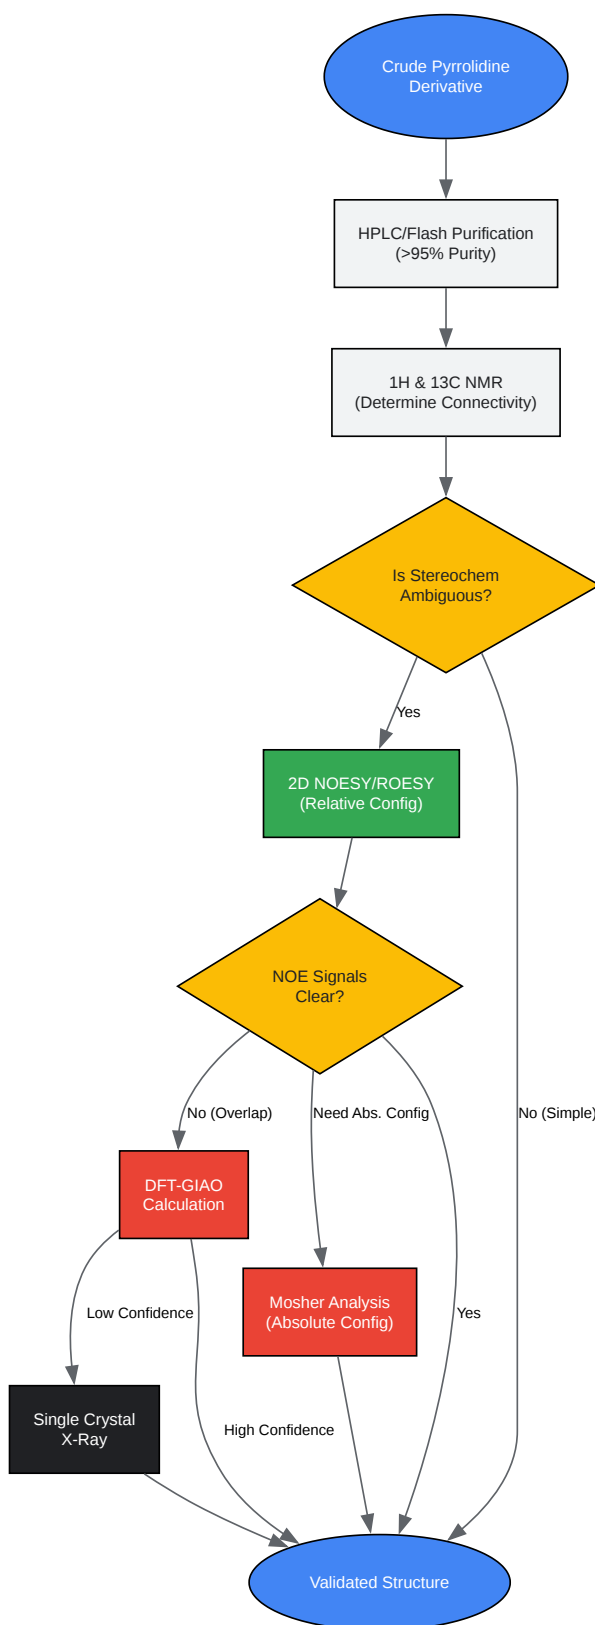 Crude Pyrrolidine
Derivative
HPLC/Flash Purification
(>95% Purity)
1H & 13C NMR
(Determine Connectivity)
Is Stereochem
Ambiguous?
Yes
2D NOESY/ROESY
(Relative Config)
NOE Signals
Clear?
No (Overlap)
Need Abs. Config
No (Simple)
DFT-GIAO
Calculation
Mosher Analysis
(Absolute Config)
Low Confidence
Yes
Single Crystal
X-Ray
High Confidence
Validated Structure